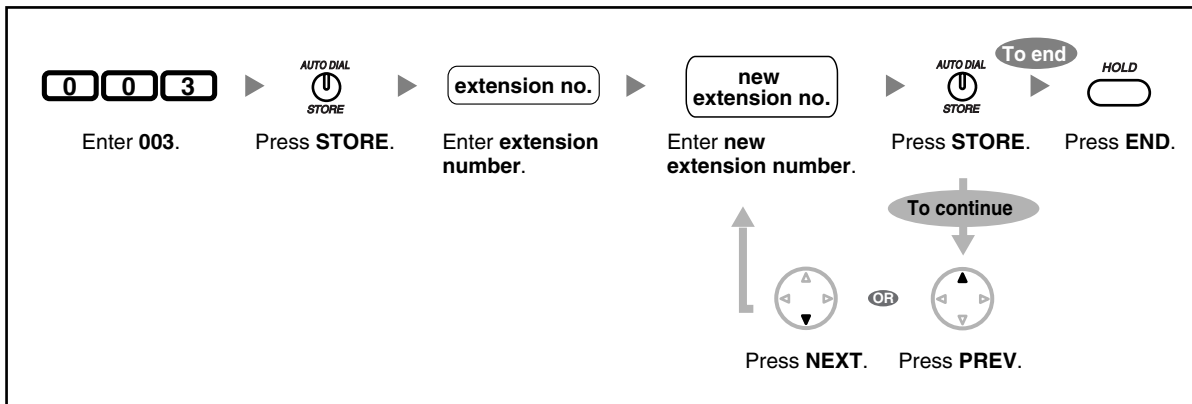 0 0 3
Enter 003.
AUTO DIAL
STORE
Press STORE.
extension no.
Enter extension
number.
new
extension no.
Enter new
extension number.
AUTO DIAL
STORE
Press STORE.
To end
HOLD
Press END.
To continue
OR
Press NEXT.
Press PREV.